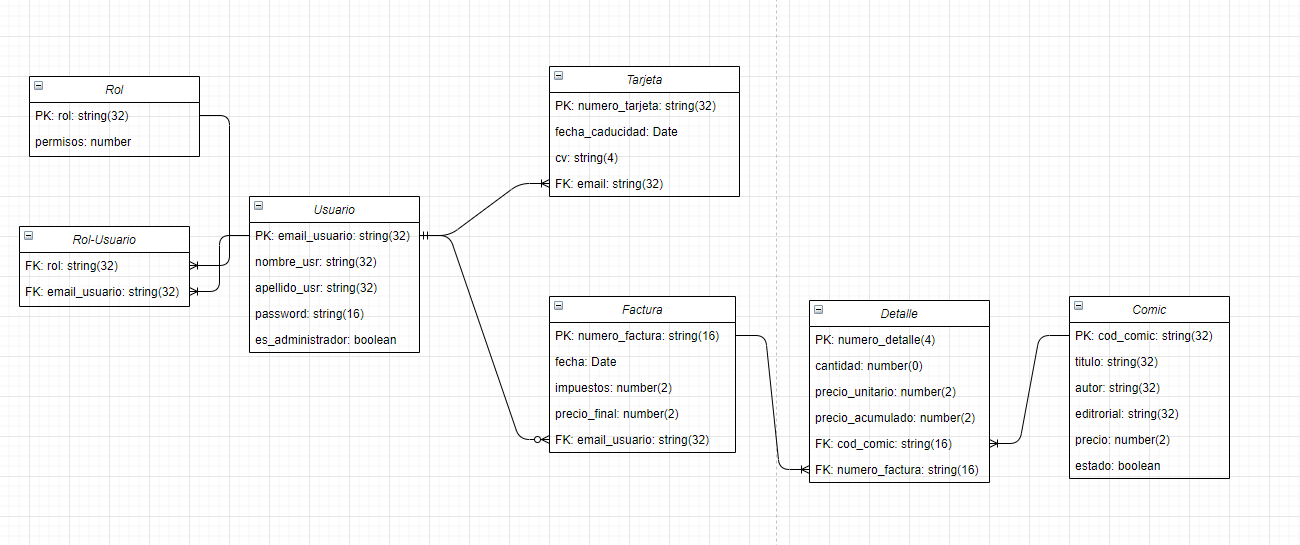 Rol
PK: rol: string(32)
permisos: number
Rol-Usuario
FK: rol: string(32)
FK: email_usuario: string(32)
Usuario
PK: email_usuario: string(32)
nombre_usr: string(32)
apellido_usr: string(32)
password: string(16)
es_administrador: boolean
Tarjeta
PK: numero_tarjeta: string(32)
fecha_caducidad: Date
cv: string(4)
FK: email: string(32)
Factura
PK: numero_factura: string(16)
fecha: Date
impuestos: number(2)
precio_final: number(2)
FK: email_usuario: string(32)
Detalle
PK: numero_detalle(4)
cantidad: number(0)
precio_unitario: number(2)
precio_acumulado: number(2)
FK: cod_comic: string(16)
FK: numero_factura: string(16)
Comic
PK: cod_comic: string(32)
titulo: string(32)
autor: string(32)
editrorial: string(32)
precio: number(2)
estado: boolean